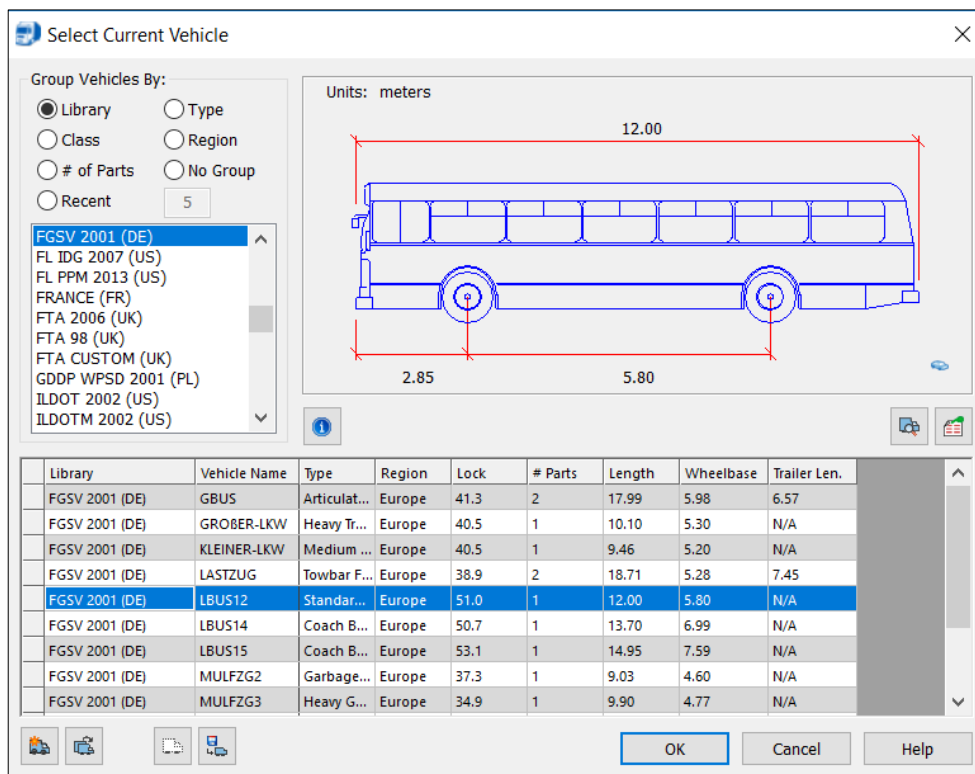 Select Current Vehicle
Group Vehicles By:
Library Type
Class Region
# of Parts No Group
Recent 5
FGSV 2001 (DE)
FL IDG 2007 (US)
FL PPM 2013 (US)
FRANCE (FR)
FTA 2006 (UK)
FTA 98 (UK)
FTA CUSTOM (UK)
GDDP WPSD 2001 (PL)
ILDOT 2002 (US)
ILDOTM 2002 (US)
Units: meters
12.00
2.85 5.80
Library Vehicle Name Type Region Lock # Parts Length Wheelbase Trailer Len.
FGSV 2001 (DE) GBUS Articulat... Europe 41.3 2 17.99 5.98 6.57
FGSV 2001 (DE) GROßER-LKW Heavy Tr... Europe 40.5 1 10.10 5.30 N/A
FGSV 2001 (DE) KLEINER-LKW Medium ... Europe 40.5 1 9.46 5.20 N/A
FGSV 2001 (DE) LASTZUG Towbar F... Europe 38.9 2 18.71 5.28 7.45
FGSV 2001 (DE) LBUS12 Standar... Europe 51.0 1 12.00 5.80 N/A
FGSV 2001 (DE) LBUS14 Coach B... Europe 50.7 1 13.70 6.99 N/A
FGSV 2001 (DE) LBUS15 Coach B... Europe 53.1 1 14.95 7.59 N/A
FGSV 2001 (DE) MULFZG2 Garbage... Europe 37.3 1 9.03 4.60 N/A
FGSV 2001 (DE) MULFZG3 Heavy G... Europe 34.9 1 9.90 4.77 N/A
OK Cancel Help